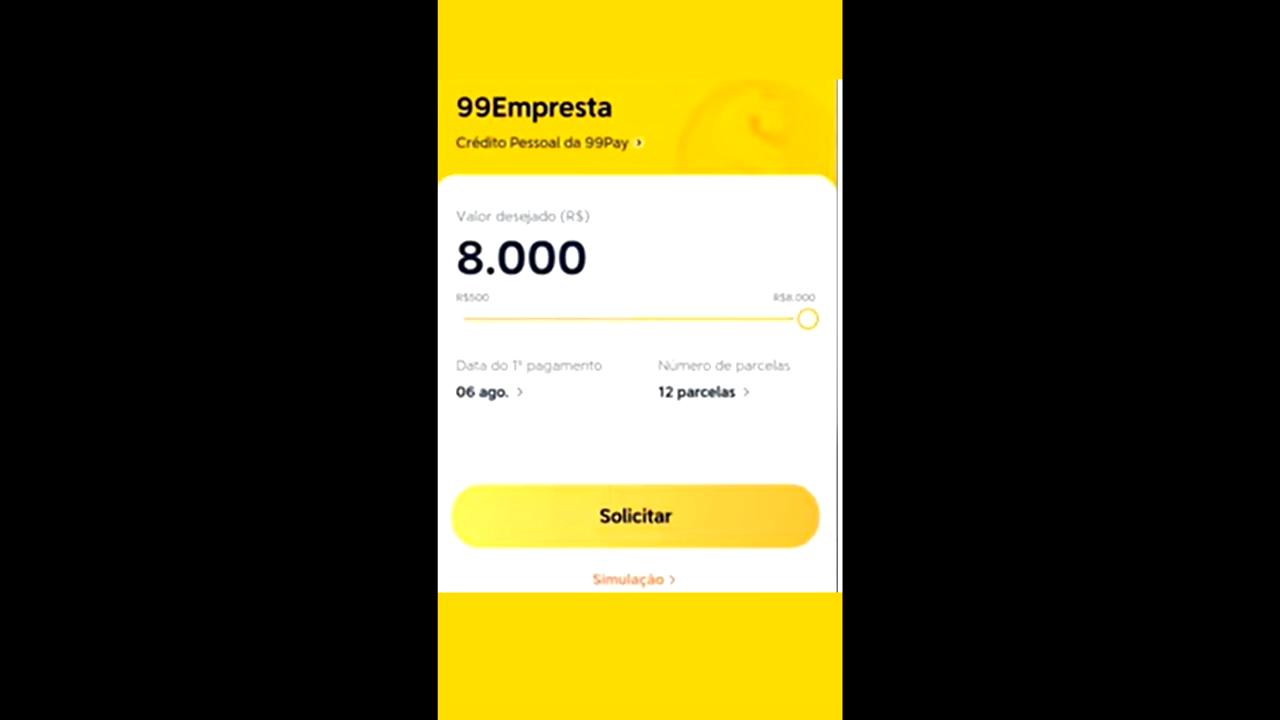 99Empresta
Crédito Pessoal da 99Pay
Valor desejado (R$)
8.000
R$500 R$8.000
Data do 1º pagamento Número de parcelas
06 ago. 12 parcelas
Solicitar
Simulação